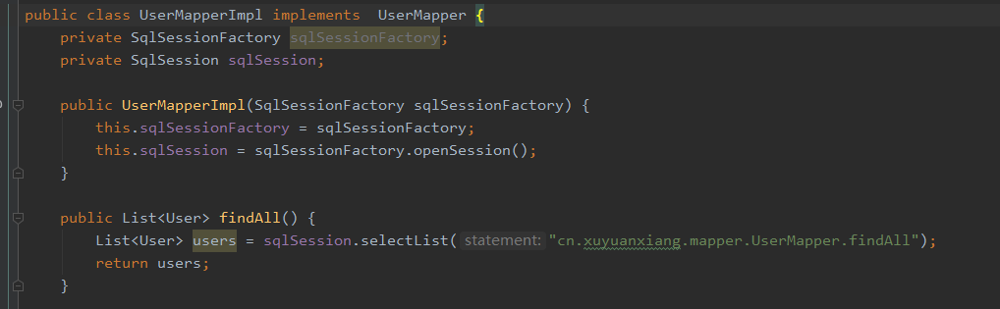 public class UserMapperImpl implements  UserMapper {
    private SqlSessionFactory sqlSessionFactory;
    private SqlSession sqlSession;
    public UserMapperImpl(SqlSessionFactory sqlSessionFactory) {
        this.sqlSessionFactory = sqlSessionFactory;
        this.sqlSession = sqlSessionFactory.openSession();
    }
    public List<User> findAll() {
        List<User> users = sqlSession.selectList( statement: "cn.xuyuanxiang.mapper.UserMapper.findAll");
        return users;
    }